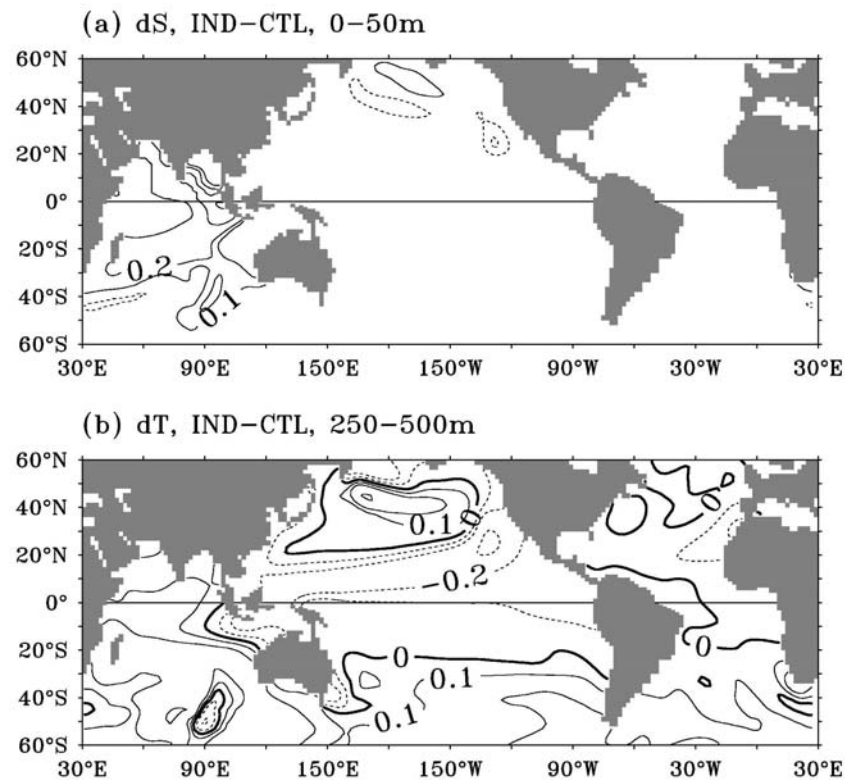 (a) dS, IND-CTL, 0-50m
60°N
40°N
20°N
0°
20°S
40°S
60°S
0.2
0.1
30°E 90°E 150°E 150°W 90°W 30°W 30°E
(b) dT, IND-CTL, 250-500m
60°N
40°N
20°N
0°
20°S
40°S
60°S
0.1 0 0
-0.2
0 0
0.1
0.1
30°E 90°E 150°E 150°W 90°W 30°W 30°E